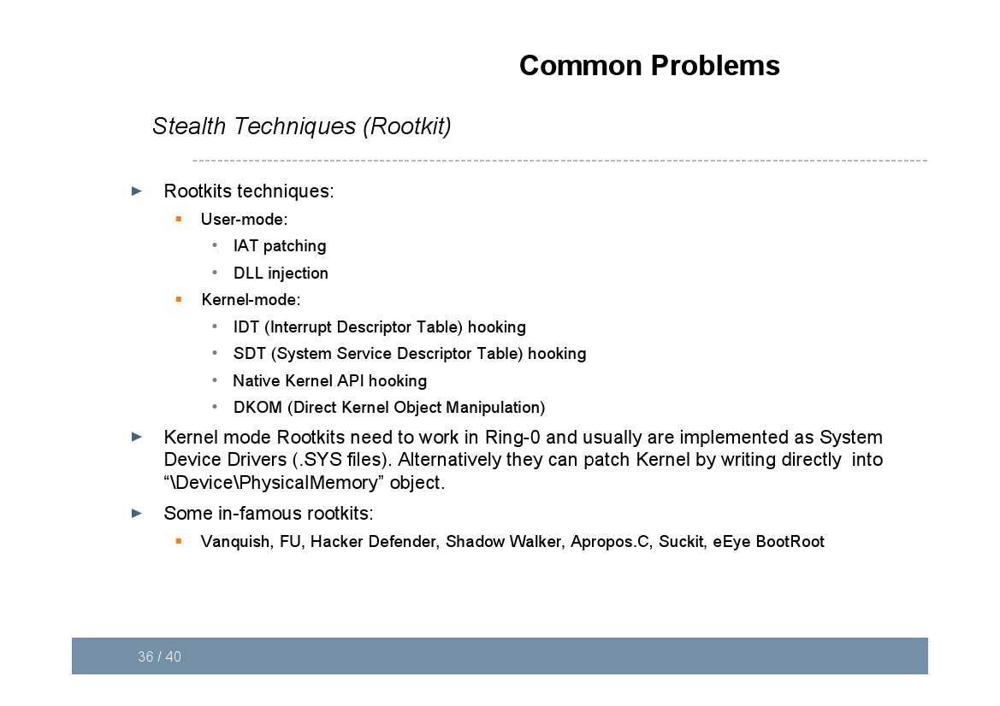 Common Problems
Stealth Techniques (Rootkit)
► Rootkits techniques:
▪ User-mode:
• IAT patching
• DLL injection
▪ Kernel-mode:
• IDT (Interrupt Descriptor Table) hooking
• SDT (System Service Descriptor Table) hooking
• Native Kernel API hooking
• DKOM (Direct Kernel Object Manipulation)
► Kernel mode Rootkits need to work in Ring-0 and usually are implemented as System
Device Drivers (.SYS files). Alternatively they can patch Kernel by writing directly into
“\Device\PhysicalMemory” object.
► Some in-famous rootkits:
▪ Vanquish, FU, Hacker Defender, Shadow Walker, Apropos.C, Suckit, eEye BootRoot
36 / 40